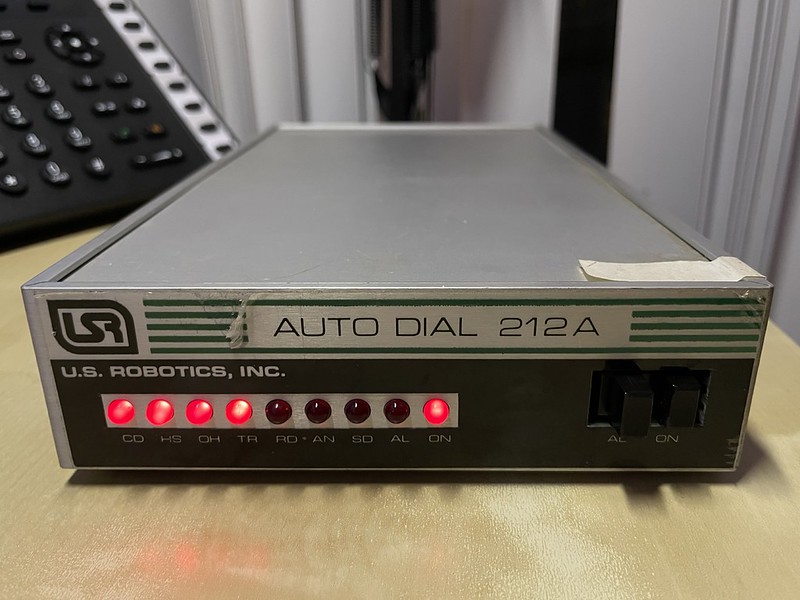 USR
AUTO DIAL 212A
U.S. ROBOTICS, INC.
CD HS OH TR RD • AN SD AL ON
ON